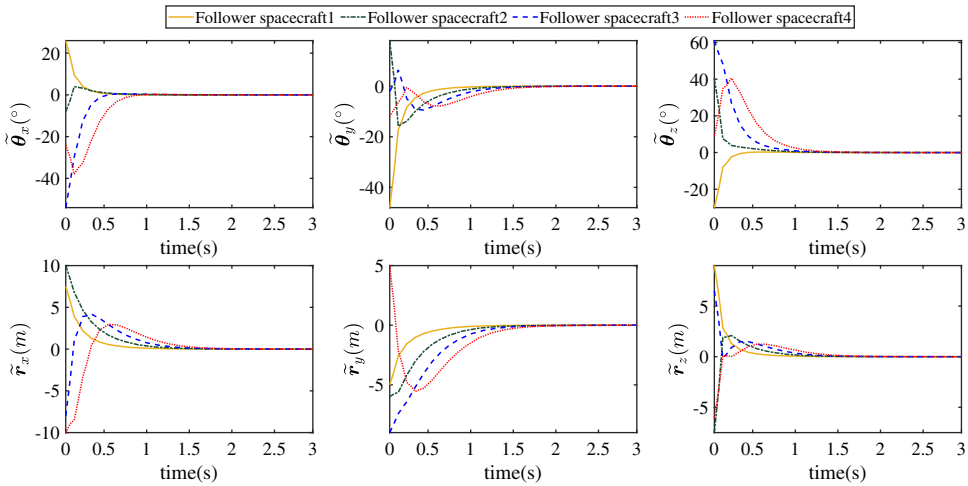 Follower spacecraft1 Follower spacecraft2 Follower spacecraft3 Follower spacecraft4
20
0
-20
-40
θ̃x(°)
0 0.5 1 1.5 2 2.5 3
time(s)
0
-20
-40
θ̃y(°)
0 0.5 1 1.5 2 2.5 3
time(s)
60
40
20
0
-20
θ̃z(°)
0 0.5 1 1.5 2 2.5 3
time(s)
10
5
0
-5
-10
r̃x(m)
0 0.5 1 1.5 2 2.5 3
time(s)
5
0
-5
r̃y(m)
0 0.5 1 1.5 2 2.5 3
time(s)
5
0
-5
r̃z(m)
0 0.5 1 1.5 2 2.5 3
time(s)